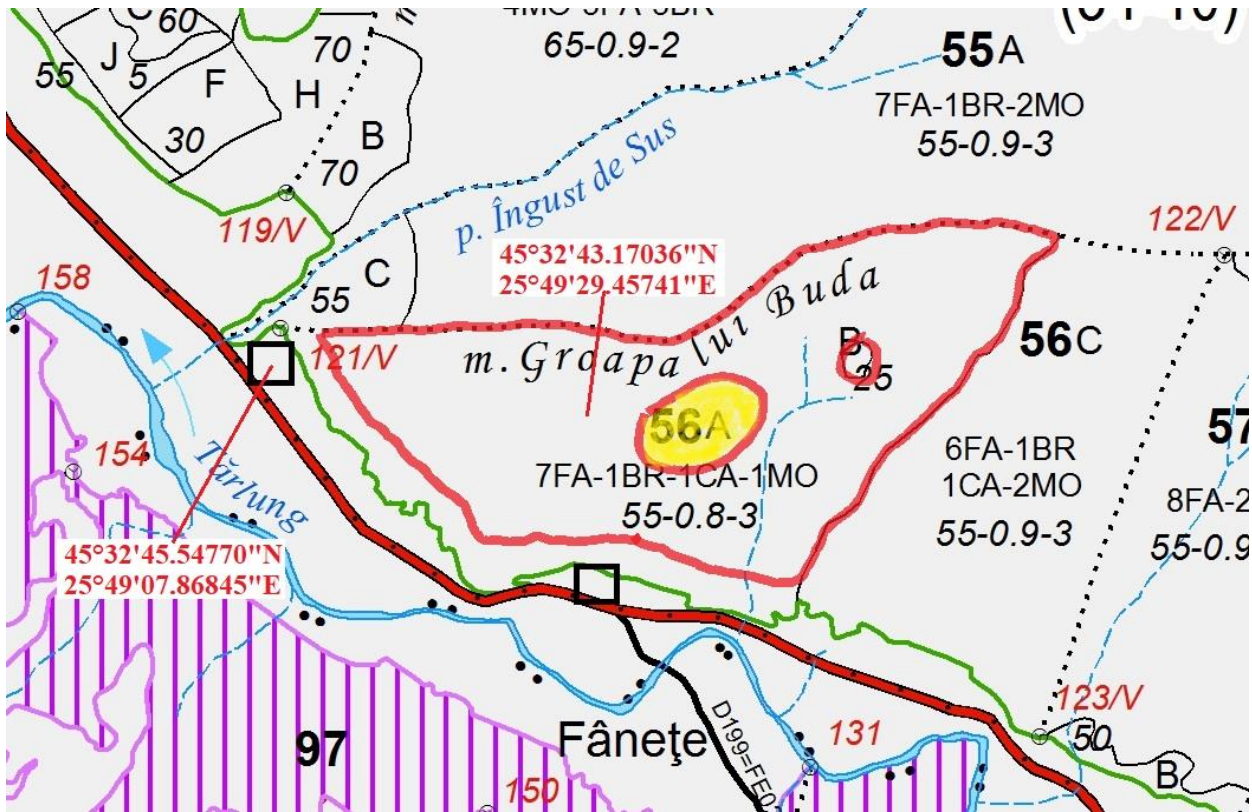 60
J
5
F
55
30
H
70
B
70
65-0.9-2
55A
7FA-1BR-2MO
55-0.9-3
p. Îngust de Sus
119/V
122/V
158
C
55
45°32'43.17036"N
25°49'29.45741"E
121/V
m. Groapa lui Buda
B
25
56C
56A
7FA-1BR-1CA-1MO
55-0.8-3
6FA-1BR
1CA-2MO
55-0.9-3
57
8FA-2
55-0.9
154
Tărlung
45°32'45.54770"N
25°49'07.86845"E
97
Fânețe
D199=FE0
131
123/V
50
B
150